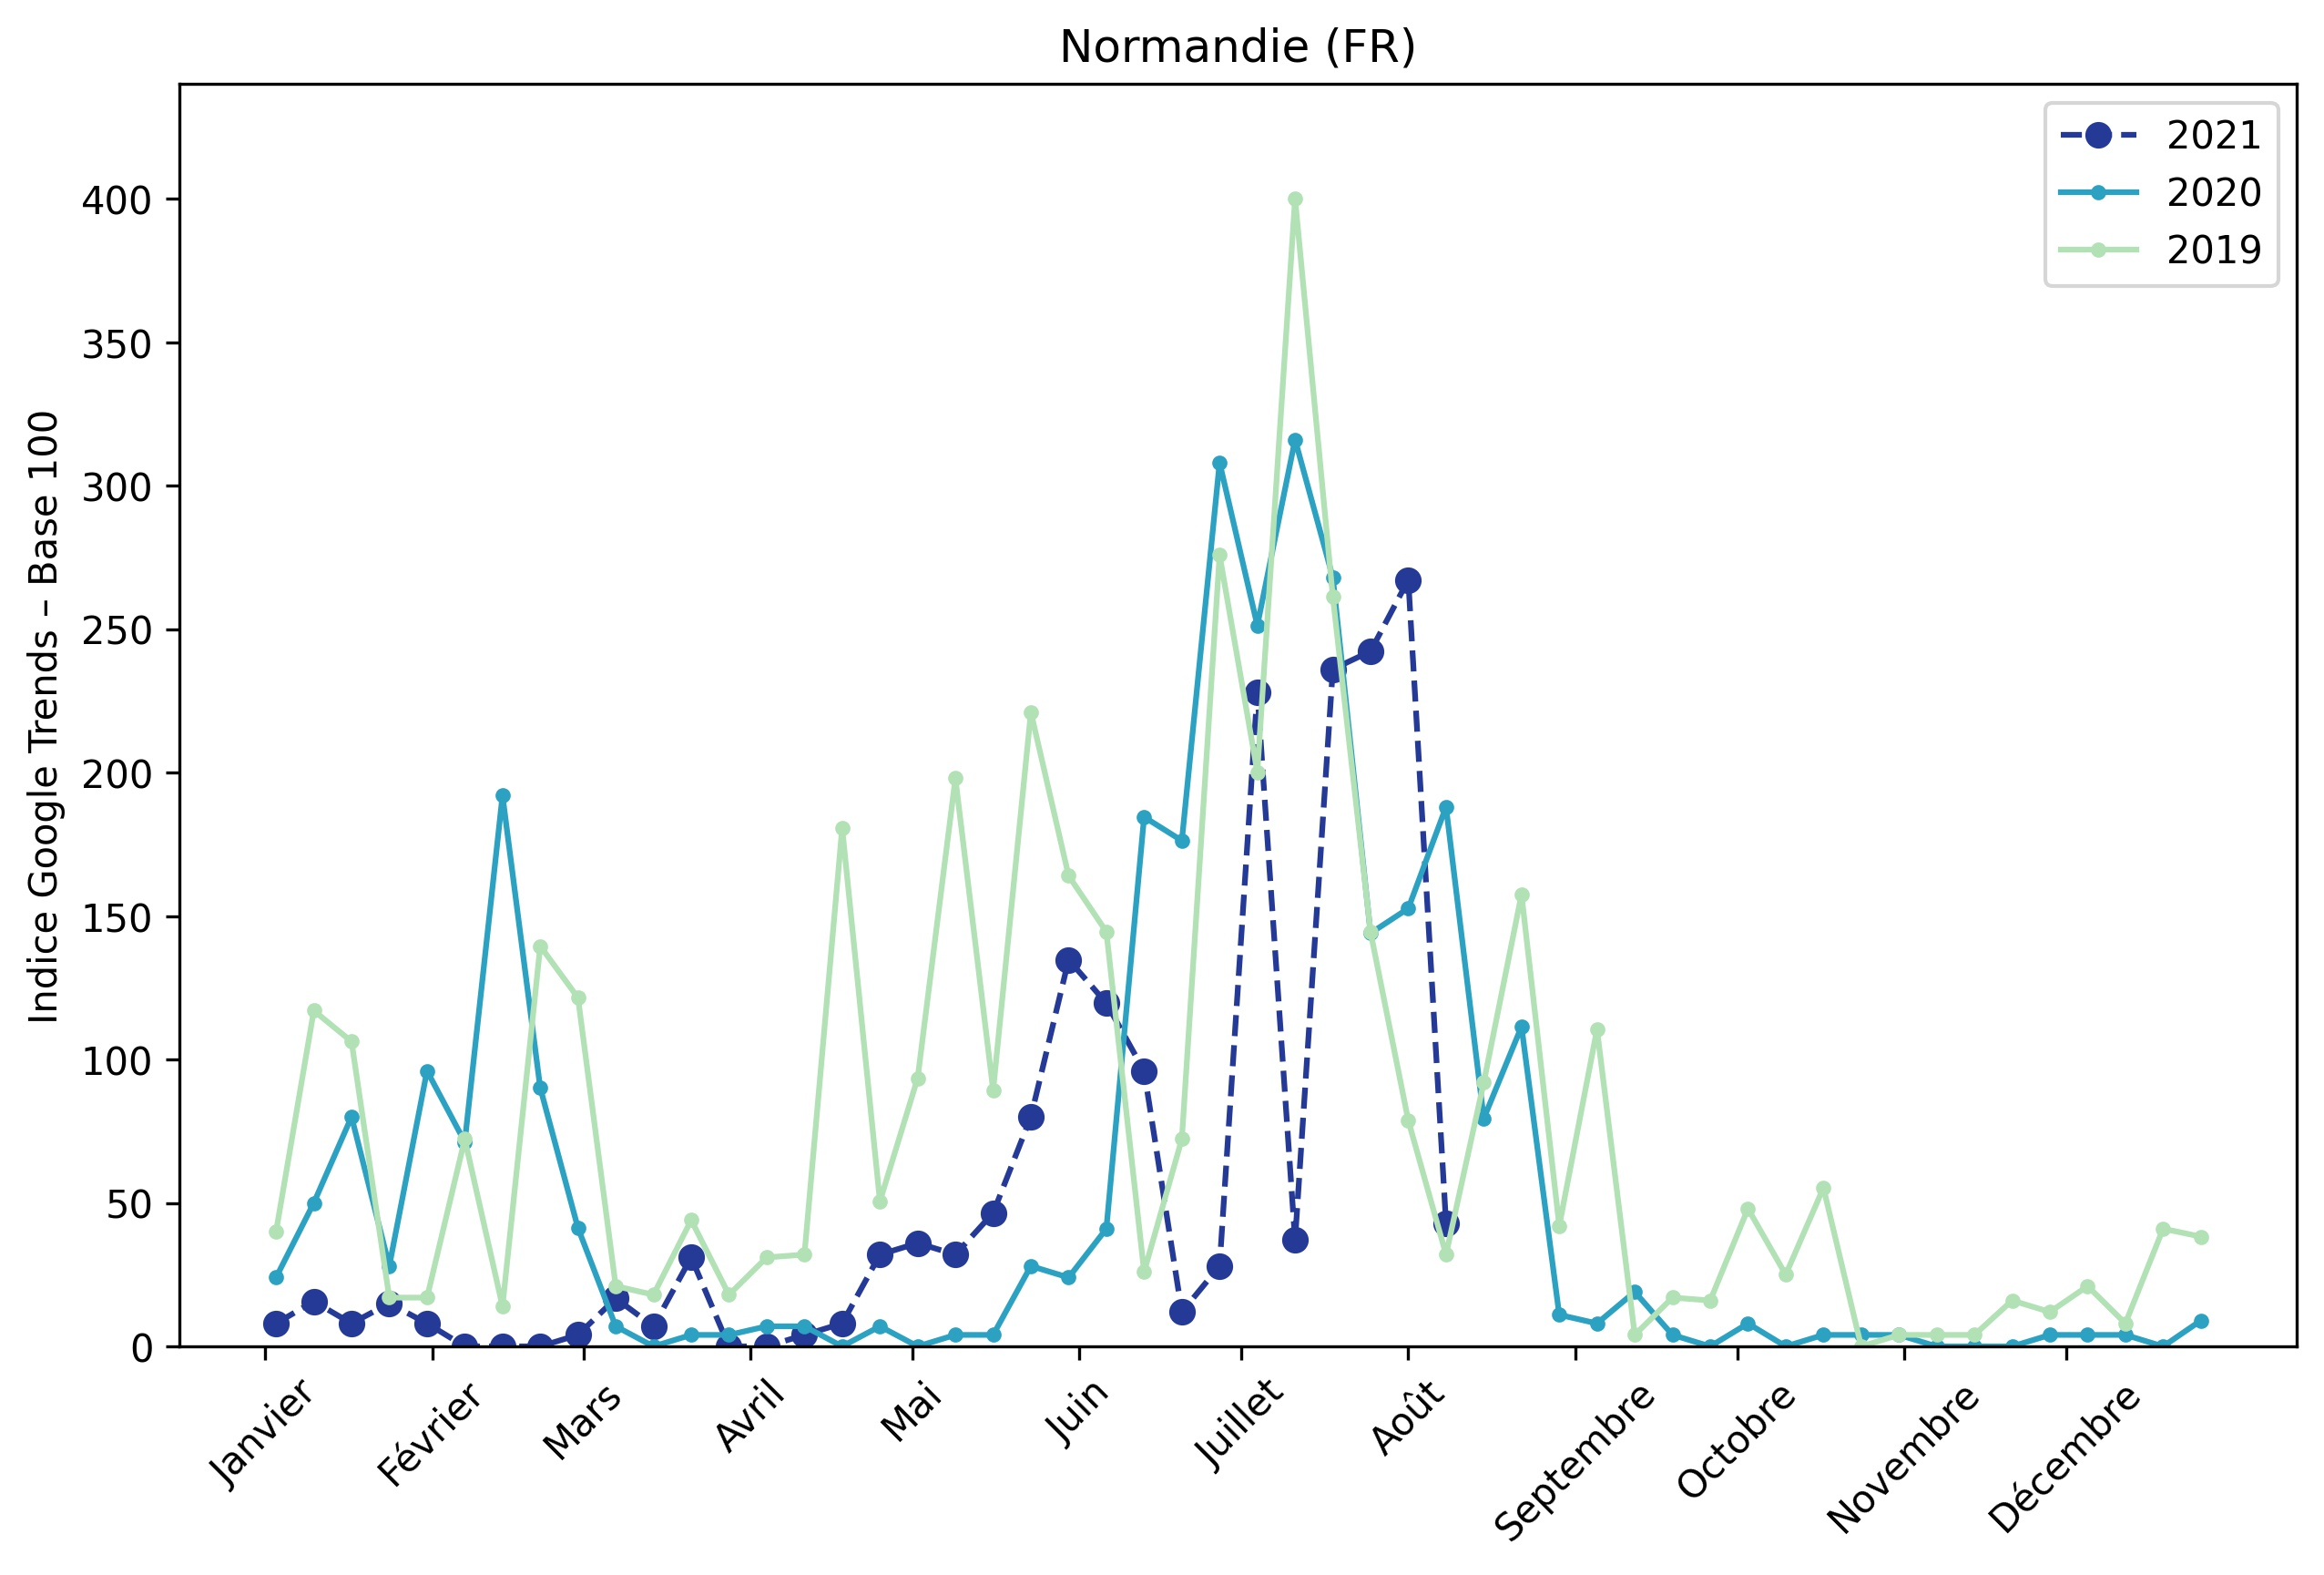 Normandie (FR)
2021
2020
2019
Indice Google Trends – Base 100
400
350
300
250
200
150
100
50
0
Janvier
Février
Mars
Avril
Mai
Juin
Juillet
Août
Septembre
Octobre
Novembre
Décembre